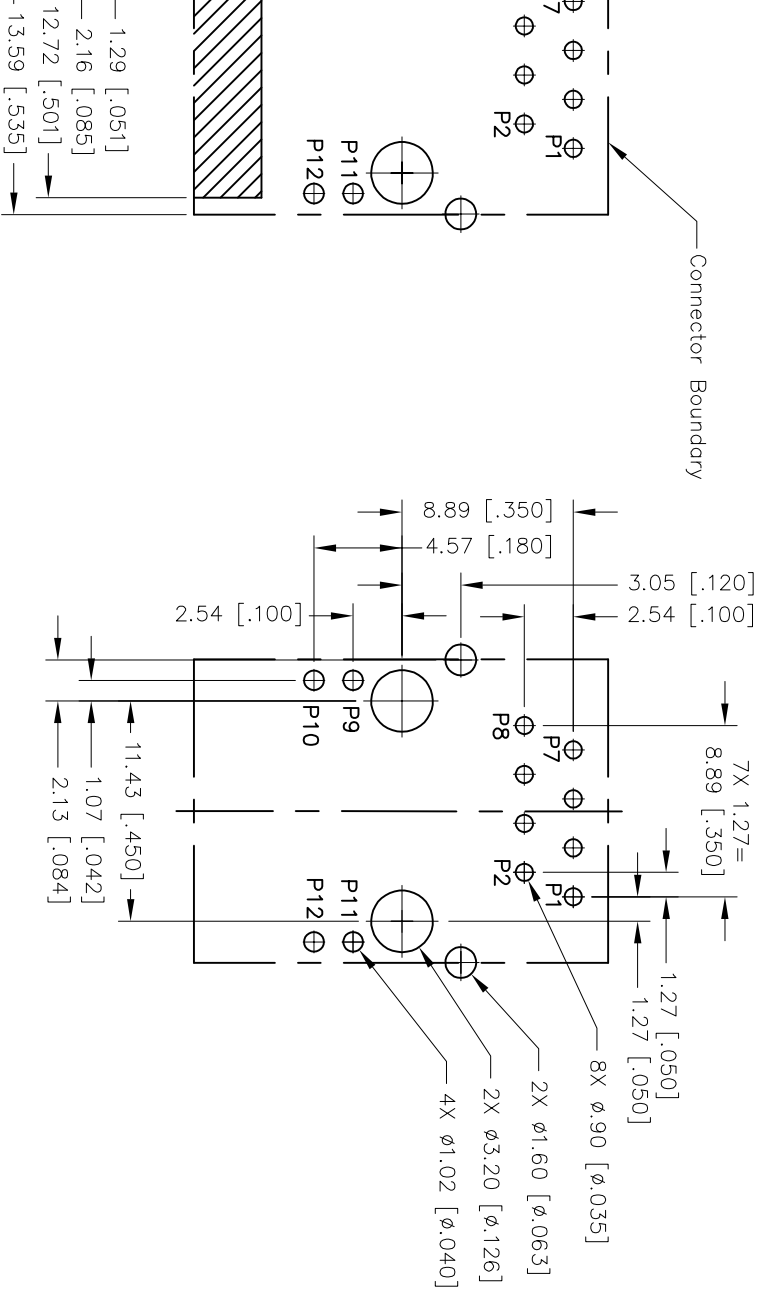 1.29 [.051]
2.16 [.085]
12.72 [.501]
13.59 [.535]
P7
P2
P1
P11
P12
Connector Boundary
8.89 [.350]
4.57 [.180]
3.05 [.120]
2.54 [.100]
2.54 [.100]
7X 1.27=
8.89 [.350]
P8
P7
P9
P10
P2
P1
P11
P12
11.43 [.450]
1.07 [.042]
2.13 [.084]
1.27 [.050]
1.27 [.050]
8X ø.90 [ø.035]
2X ø1.60 [ø.063]
2X ø3.20 [ø.126]
4X ø1.02 [ø.040]